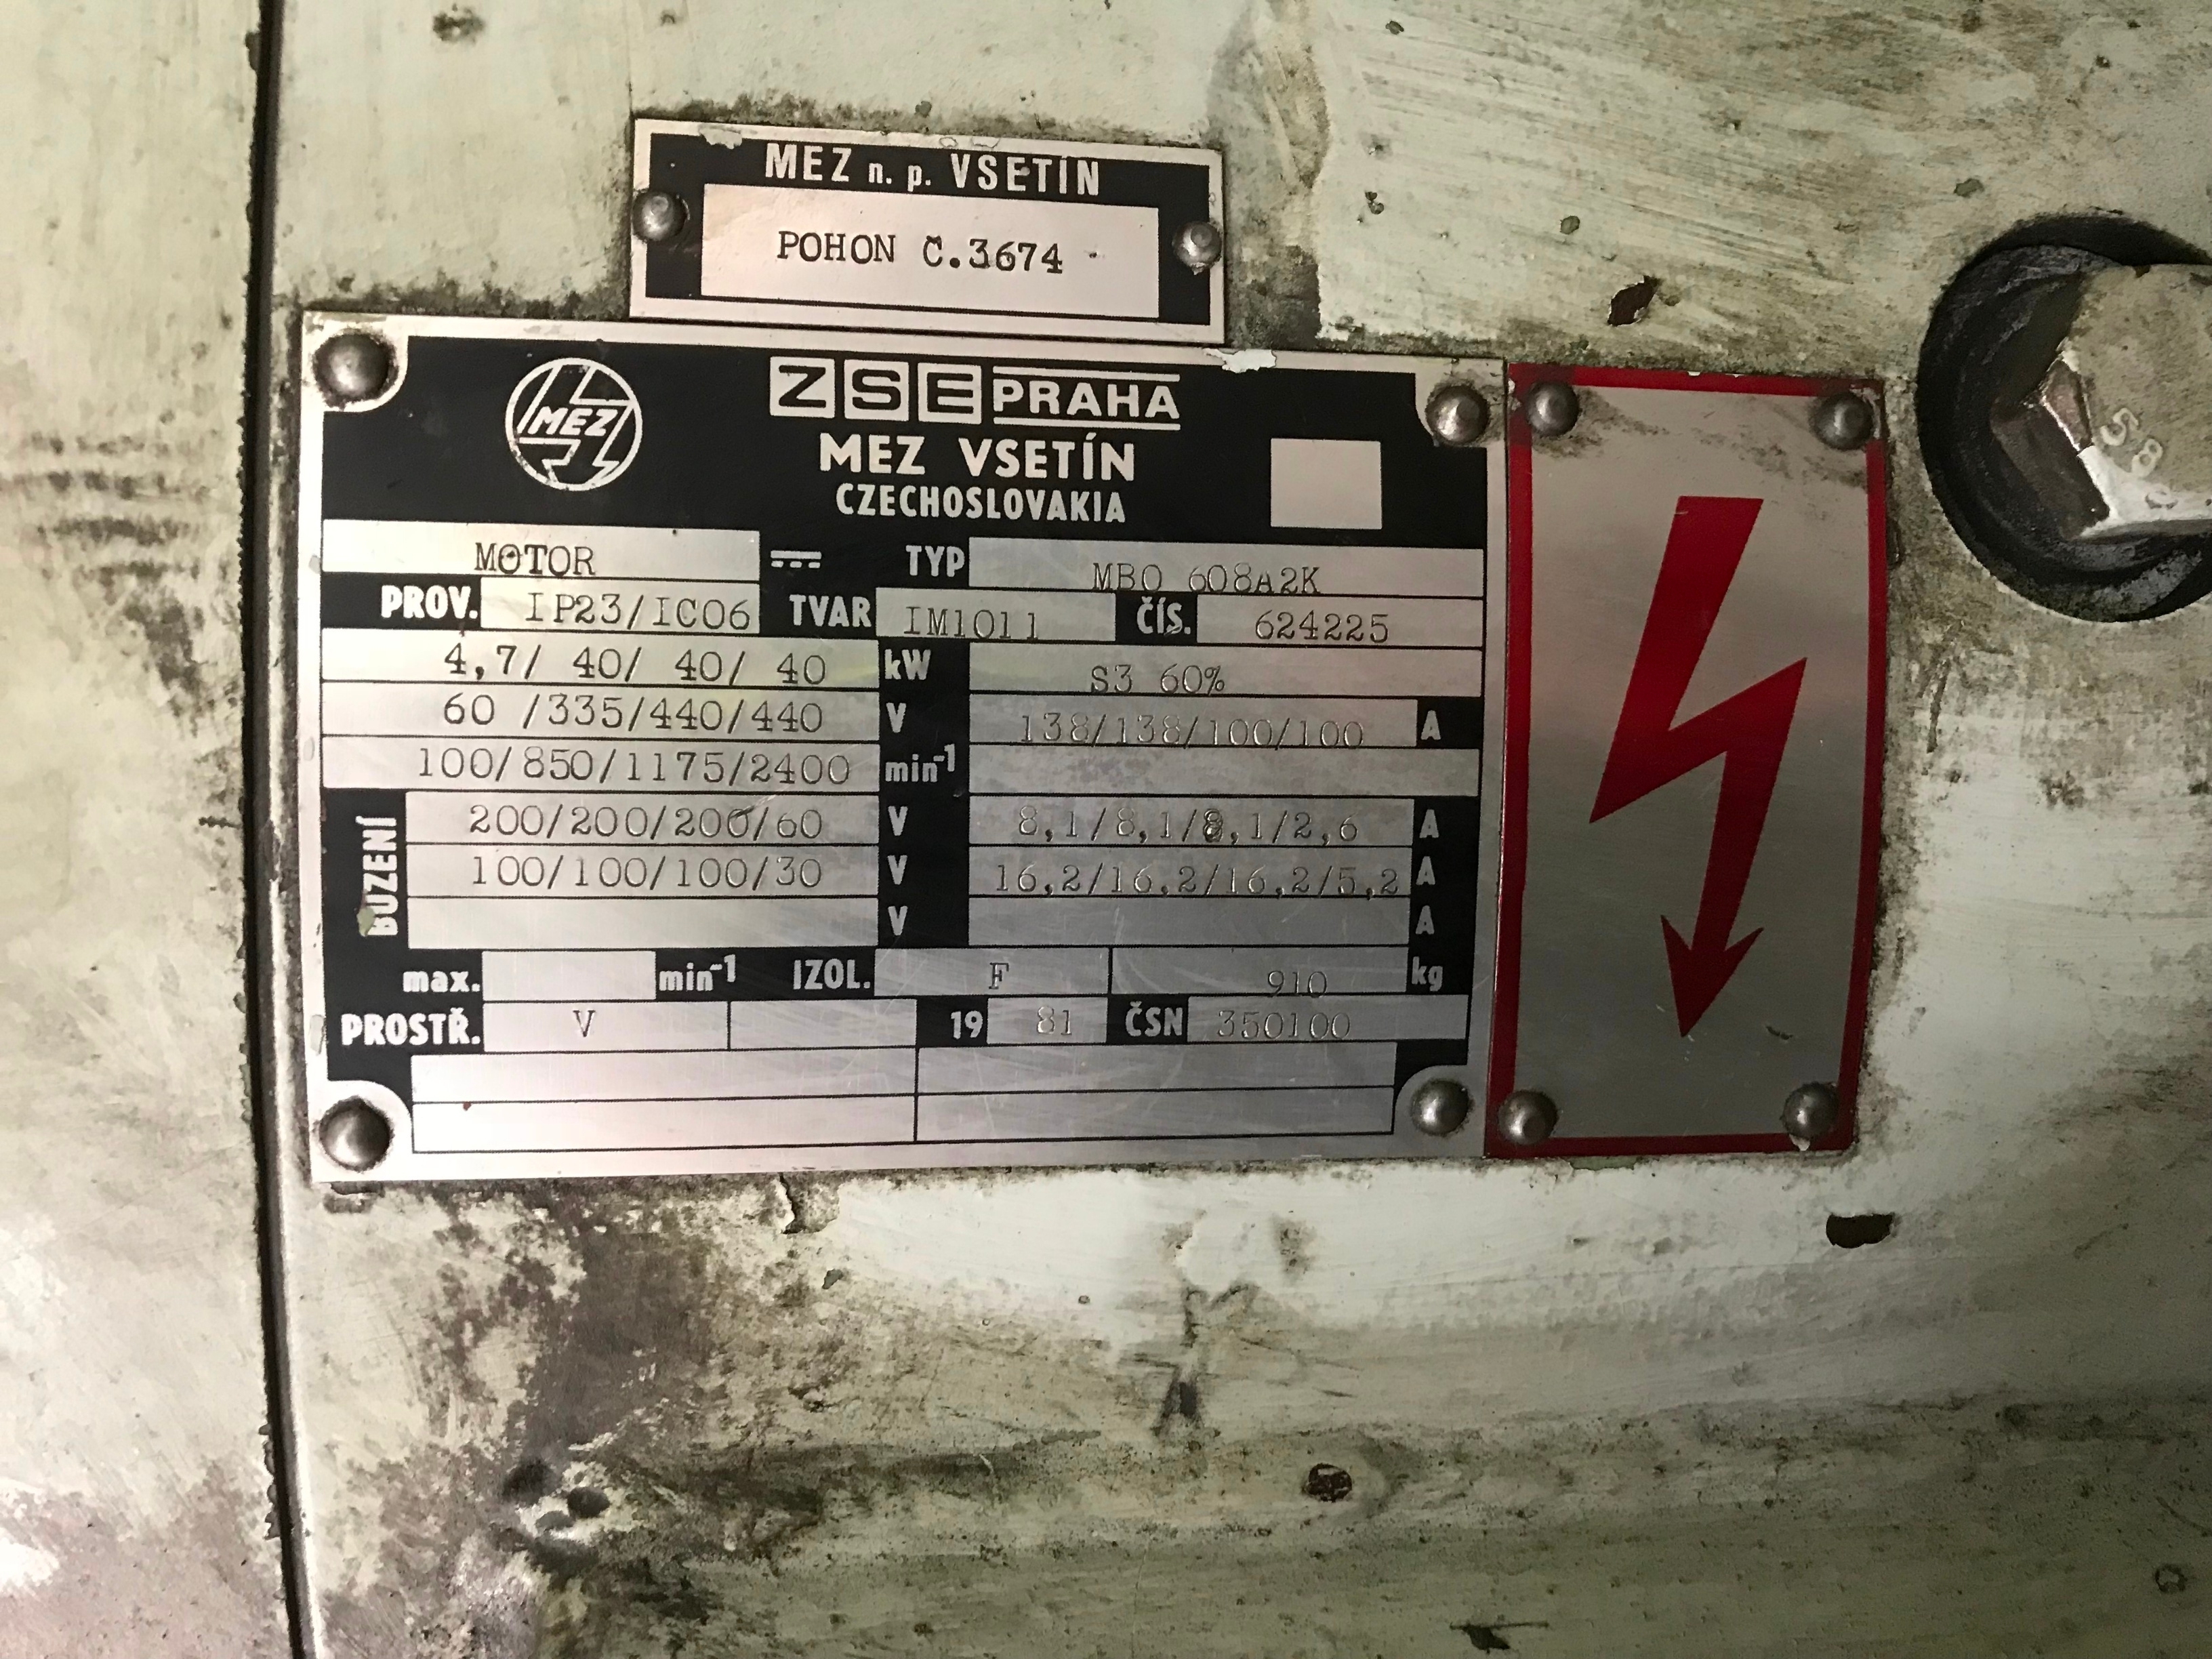 MEZ n. p. VSETÍN
POHON Č.3674
MEZ
ZSE PRAHA
MEZ VSETÍN
CZECHOSLOVAKIA
MOTOR TYP MBO 608A2K
PROV. IP23/IC06 TVAR IM1011 ČÍS. 624225
4,7/ 40/ 40/ 40 kW S3 60%
60 /335/440/440 V 138/138/100/100 A
100/850/1175/2400 min-1
BUZENÍ
200/200/200/60 V 8,1/8,1/8,1/2,6 A
100/100/100/30 V 16,2/16,2/16,2/5,2 A
V A
max. min-1 IZOL. F 910 kg
PROSTŘ. V 19 81 ČSN 350100